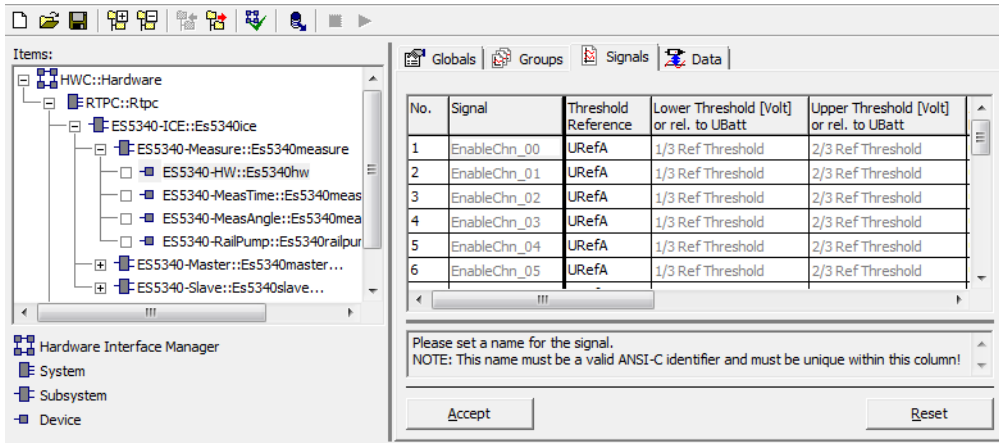 Items:
HWC::Hardware
RTPC::Rtpc
ES5340-ICE::Es5340ice
ES5340-Measure::Es5340measure
ES5340-HW::Es5340hw
ES5340-MeasTime::Es5340meas
ES5340-MeasAngle::Es5340mea
ES5340-RailPump::Es5340railpur
ES5340-Master::Es5340master...
ES5340-Slave::Es5340slave...
Hardware Interface Manager
System
Subsystem
Device
Globals Groups Signals Data
No. Signal Threshold Reference Lower Threshold [Volt] or rel. to UBatt Upper Threshold [Volt] or rel. to UBatt
1 EnableChn_00 URefA 1/3 Ref Threshold 2/3 Ref Threshold
2 EnableChn_01 URefA 1/3 Ref Threshold 2/3 Ref Threshold
3 EnableChn_02 URefA 1/3 Ref Threshold 2/3 Ref Threshold
4 EnableChn_03 URefA 1/3 Ref Threshold 2/3 Ref Threshold
5 EnableChn_04 URefA 1/3 Ref Threshold 2/3 Ref Threshold
6 EnableChn_05 URefA 1/3 Ref Threshold 2/3 Ref Threshold
Please set a name for the signal.
NOTE: This name must be a valid ANSI-C identifier and must be unique within this column!
Accept Reset